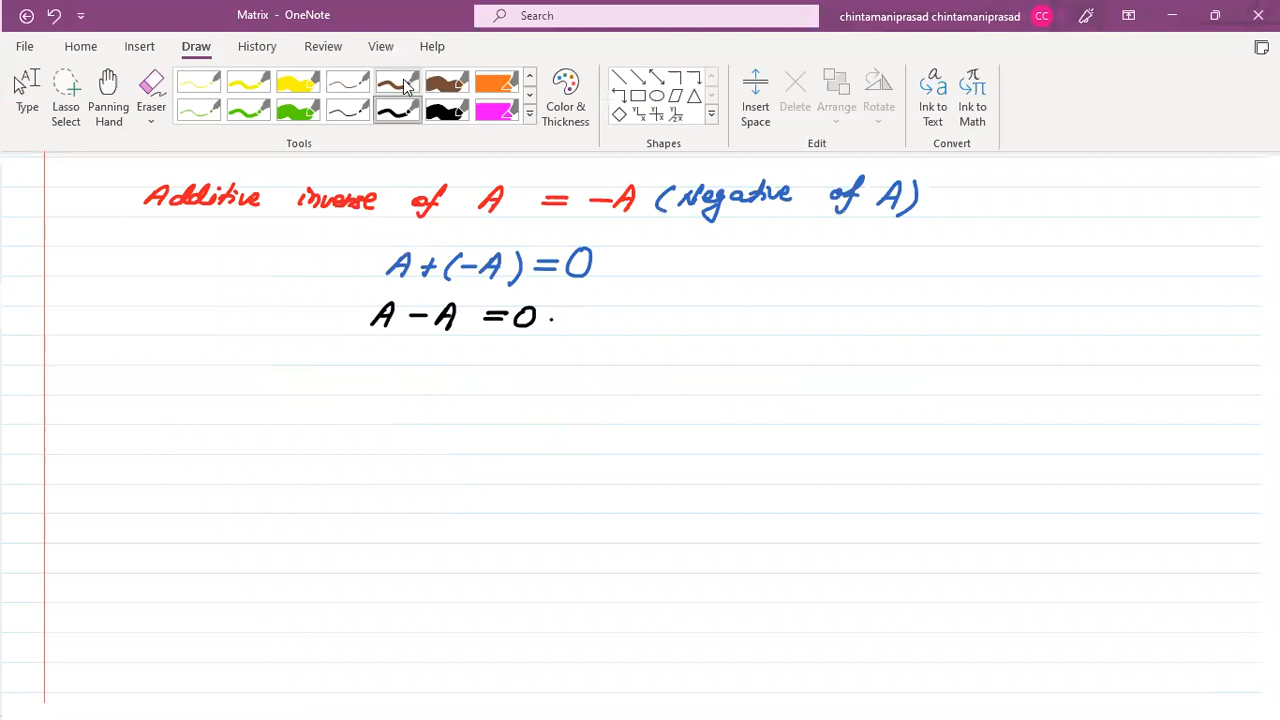 Matrix - OneNote
Search
chintamaniprasad chintamaniprasad
CC
File Home Insert Draw History Review View Help
Type
Lasso Select
Panning Hand
Eraser
Color & Thickness
Insert Space
Delete
Arrange
Rotate
Ink to Text
Ink to Math
Tools
Shapes
Edit
Convert
Additive inverse of A = -A (Negative of A)
A+(-A) = O
A - A = O .